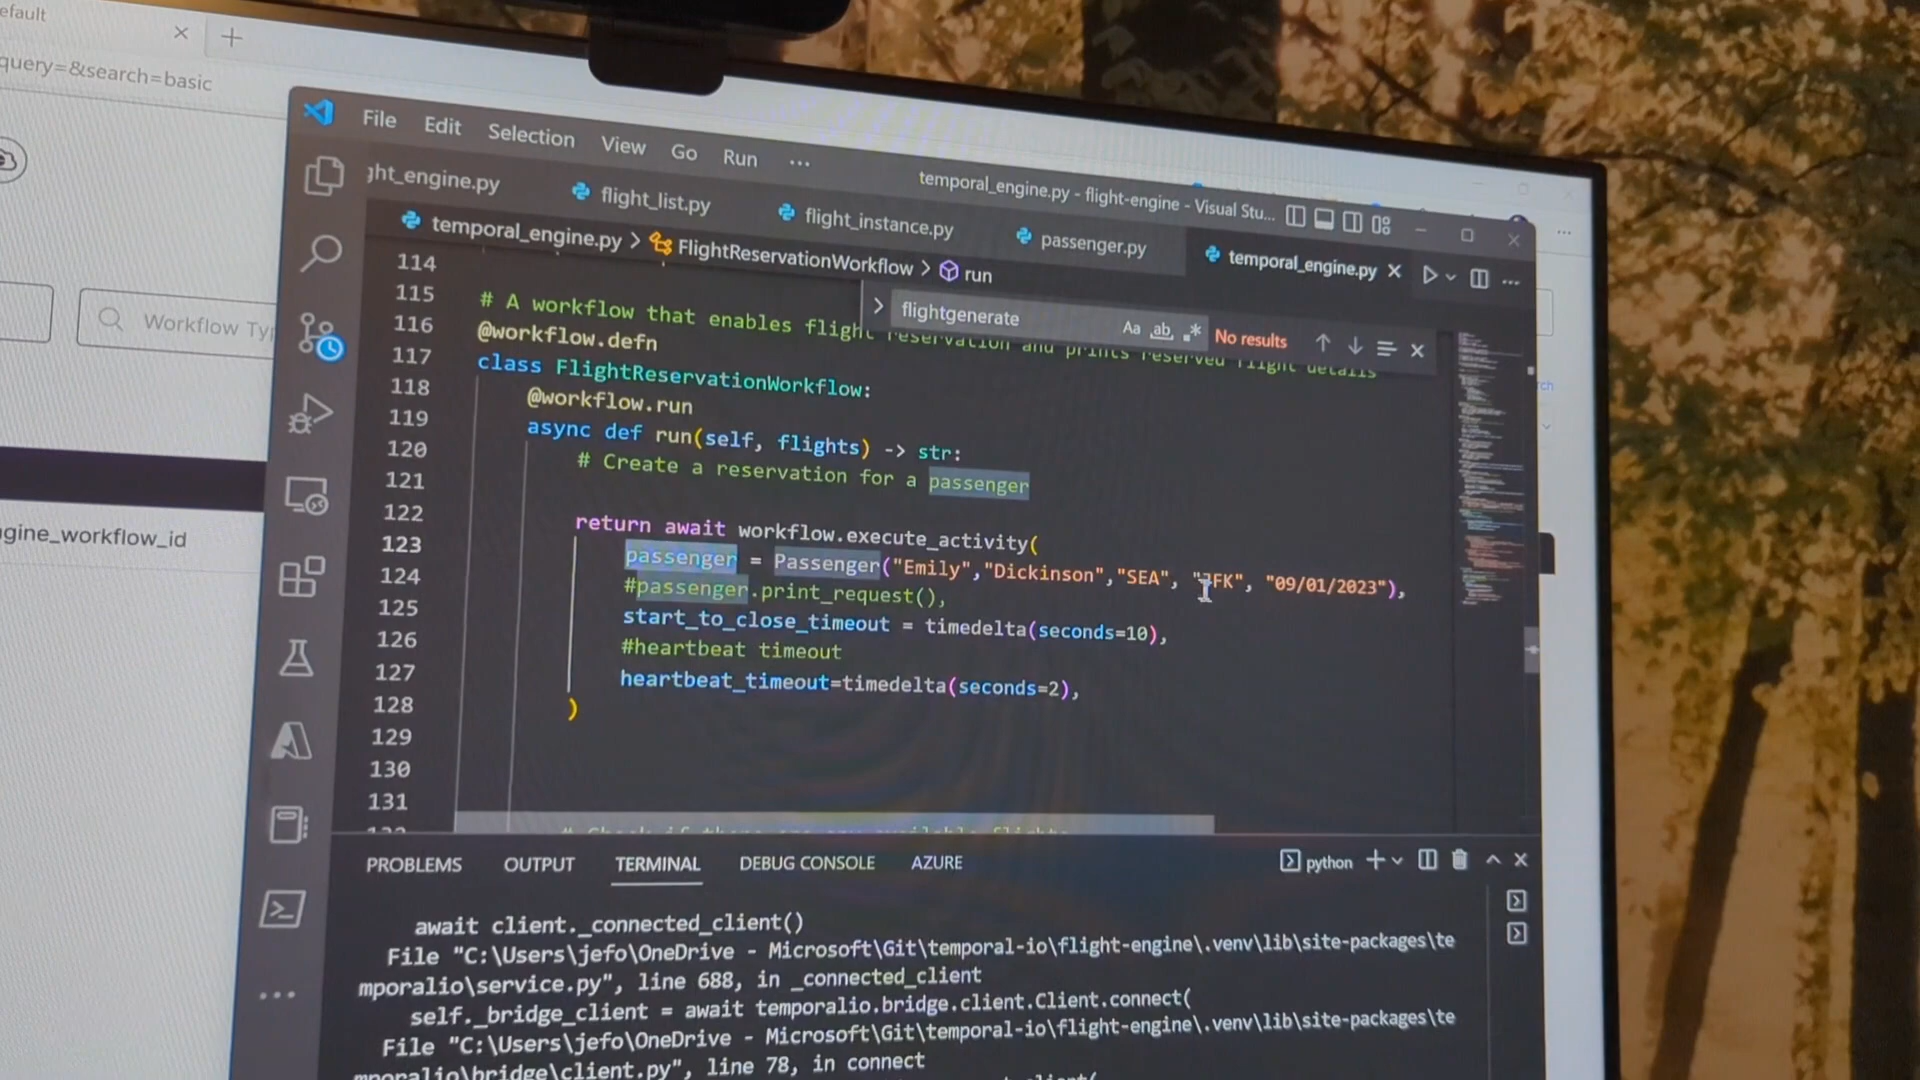 efault
query=&search=basic
Workflow Ty
gine_workflow_id
File Edit Selection View Go Run ...
temporal_engine.py - flight-engine - Visual Stu...
ght_engine.py
flight_list.py
flight_instance.py
passenger.py
temporal_engine.py
temporal_engine.py > FlightReservationWorkflow > run
flightgenerate
Aa ab .*
No results
114
115 # A workflow that enables flight reservation and prints reserved flight details
116 @workflow.defn
117 class FlightReservationWorkflow:
118 @workflow.run
119 async def run(self, flights) -> str:
120 # Create a reservation for a passenger
121
122 return await workflow.execute_activity(
123 passenger = Passenger("Emily","Dickinson","SEA", "JFK", "09/01/2023"),
124 #passenger.print_request(),
125 start_to_close_timeout = timedelta(seconds=10),
126 #heartbeat timeout
127 heartbeat_timeout=timedelta(seconds=2),
128 )
129
130
131
PROBLEMS OUTPUT TERMINAL DEBUG CONSOLE AZURE
python
await client._connected_client()
File "C:\Users\jefo\OneDrive - Microsoft\Git\temporal-io\flight-engine\.venv\lib\site-packages\te
mporalio\service.py", line 688, in _connected_client
self._bridge_client = await temporalio.bridge.client.Client.connect(
File "C:\Users\jefo\OneDrive - Microsoft\Git\temporal-io\flight-engine\.venv\lib\site-packages\te
mporalio\bridge\client.py", line 78, in connect